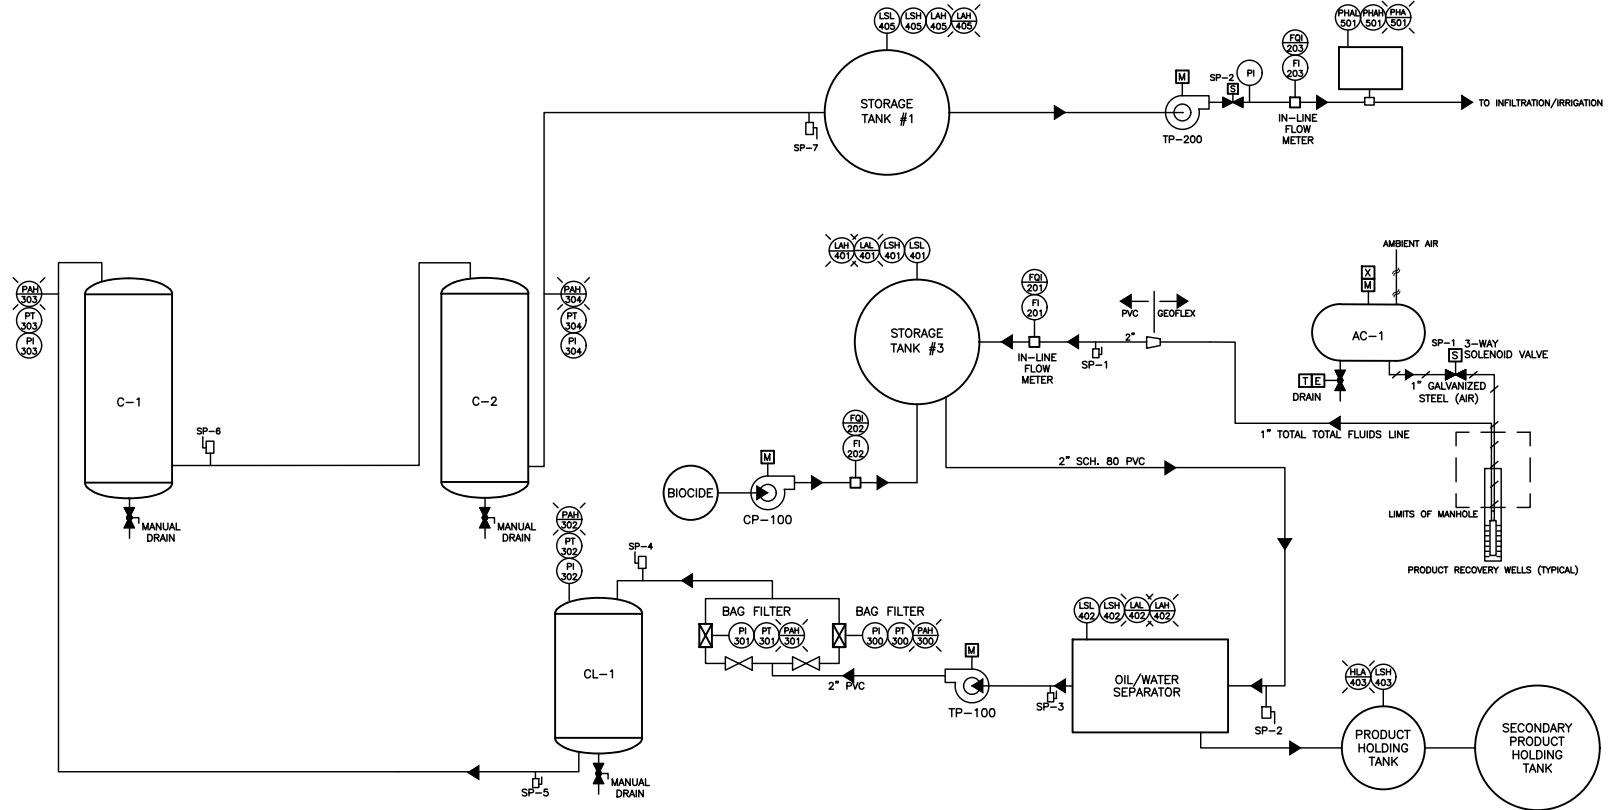 LSL 405
LSH 405
LAH 405
LAH 405
STORAGE
TANK #1
SP-7
M
TP-200
SP-2
S
PI
FQI 203
FI 203
IN-LINE
FLOW
METER
PHAL 501
PHAH 501
PHA 501
TO INFILTRATION/IRRIGATION
PAH 303
PT 303
PI 303
C-1
MANUAL
DRAIN
SP-6
C-2
MANUAL
DRAIN
PAH 304
PT 304
PI 304
LAH 401
LAL 401
LSH 401
LSL 401
STORAGE
TANK #3
FQI 201
FI 201
IN-LINE
FLOW
METER
SP-1
2"
PVC
GEOFLEX
AMBIENT AIR
X
M
AC-1
T E
DRAIN
SP-1 3-WAY
SOLENOID VALVE
S
1" GALVANIZED
STEEL (AIR)
1" TOTAL TOTAL FLUIDS LINE
LIMITS OF MANHOLE
PRODUCT RECOVERY WELLS (TYPICAL)
BIOCIDE
M
CP-100
FQI 202
FI 202
2" SCH. 80 PVC
PAH 302
PT 302
PI 302
SP-4
CL-1
MANUAL
DRAIN
SP-5
BAG FILTER
PI 301
PT 301
PAH 301
BAG FILTER
PI 300
PT 300
PAH 300
2" PVC
M
TP-100
SP-3
LSL 402
LSH 402
LAL 402
LAH 402
OIL/WATER
SEPARATOR
SP-2
HLA 403
LSH 403
PRODUCT
HOLDING
TANK
SECONDARY
PRODUCT
HOLDING
TANK